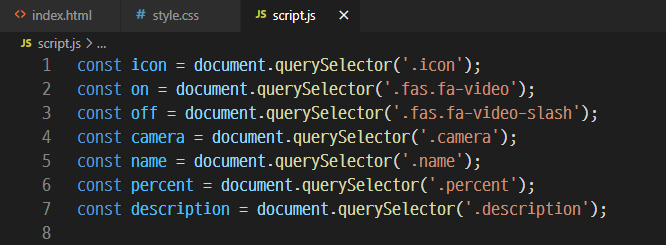 <> index.html # style.css JS script.js ×
JS script.js > ...
1 const icon = document.querySelector('.icon');
2 const on = document.querySelector('.fas.fa-video');
3 const off = document.querySelector('.fas.fa-video-slash');
4 const camera = document.querySelector('.camera');
5 const name = document.querySelector('.name');
6 const percent = document.querySelector('.percent');
7 const description = document.querySelector('.description');
8